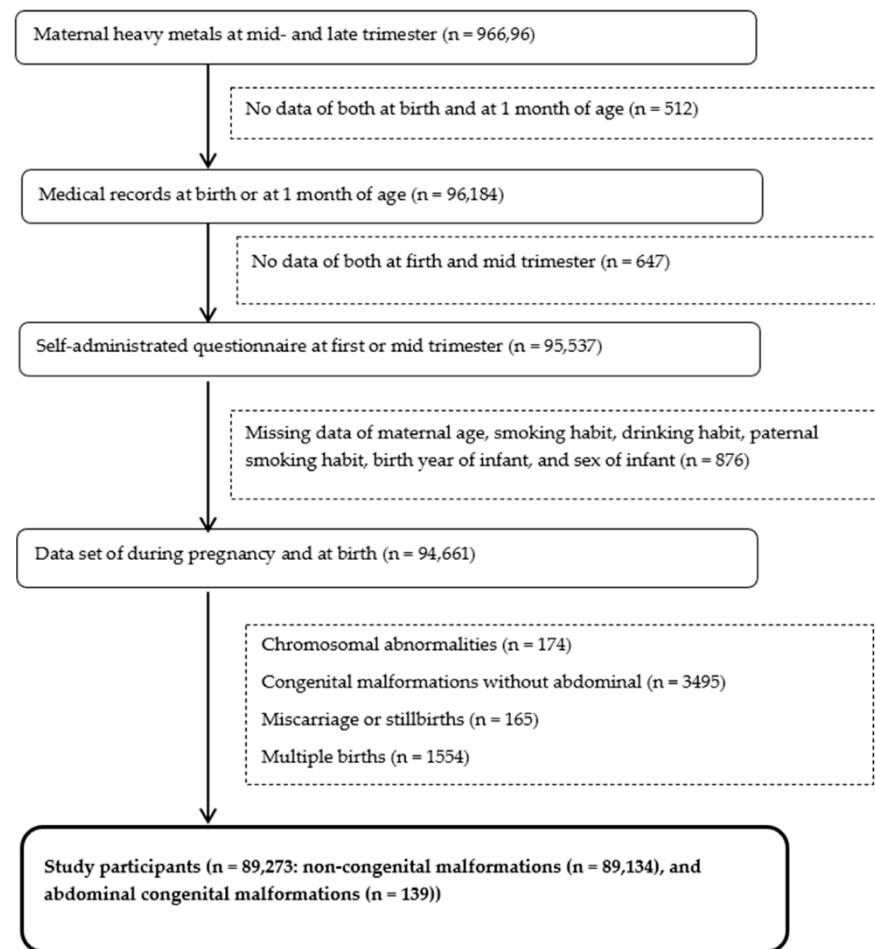 Maternal heavy metals at mid- and late trimester (n = 966,96)
No data of both at birth and at 1 month of age (n = 512)
Medical records at birth or at 1 month of age (n = 96,184)
No data of both at firth and mid trimester (n = 647)
Self-administrated questionnaire at first or mid trimester (n = 95,537)
Missing data of maternal age, smoking habit, drinking habit, paternal
smoking habit, birth year of infant, and sex of infant (n = 876)
Data set of during pregnancy and at birth (n = 94,661)
Chromosomal abnormalities (n = 174)
Congenital malformations without abdominal (n = 3495)
Miscarriage or stillbirths (n = 165)
Multiple births (n = 1554)
Study participants (n = 89,273: non-congenital malformations (n = 89,134), and
abdominal congenital malformations (n = 139))